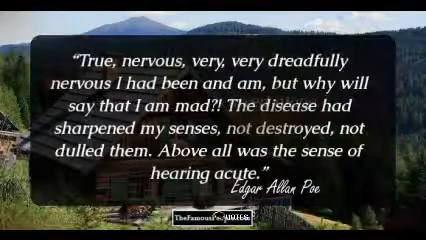 “True, nervous, very, very dreadfully
nervous I had been and am, but why will
say that I am mad?! The disease had
sharpened my senses, not destroyed, not
dulled them. Above all was the sense of
hearing acute.”
Edgar Allan Poe
QUOTES